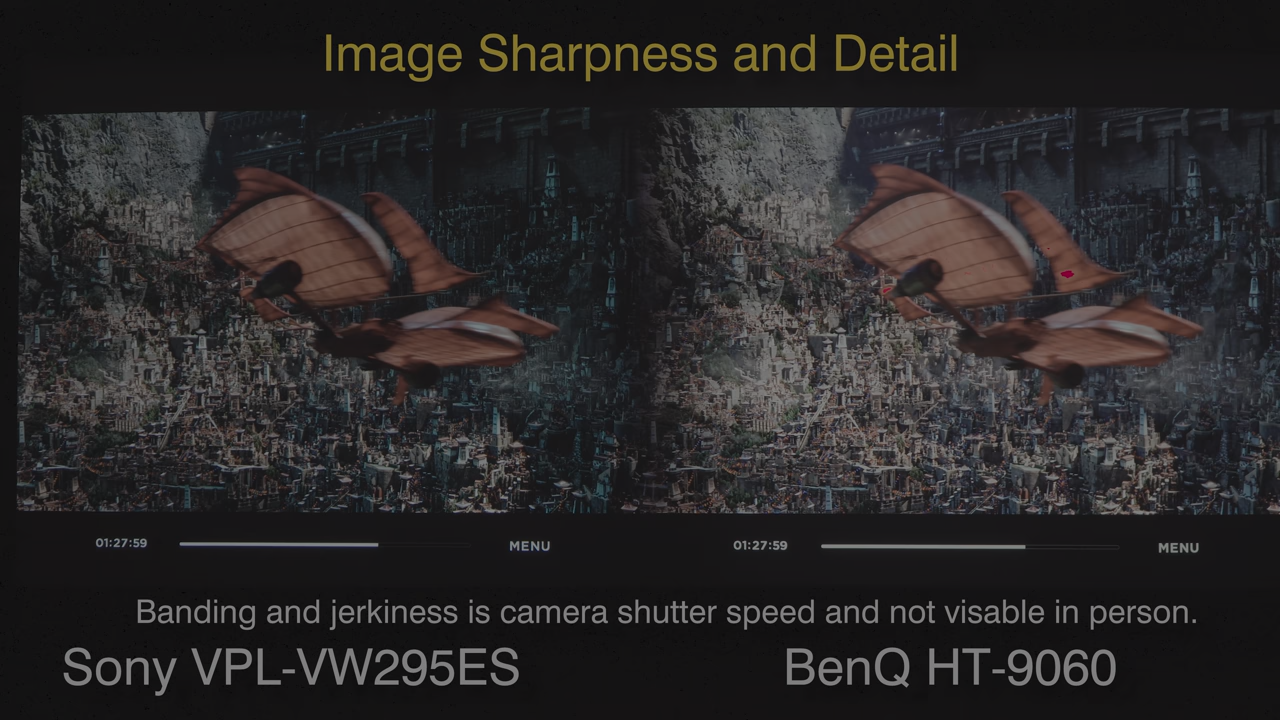 Image Sharpness and Detail
01:27:59 MENU 01:27:59 MENU
Banding and jerkiness is camera shutter speed and not visable in person.
Sony VPL-VW295ES BenQ HT-9060